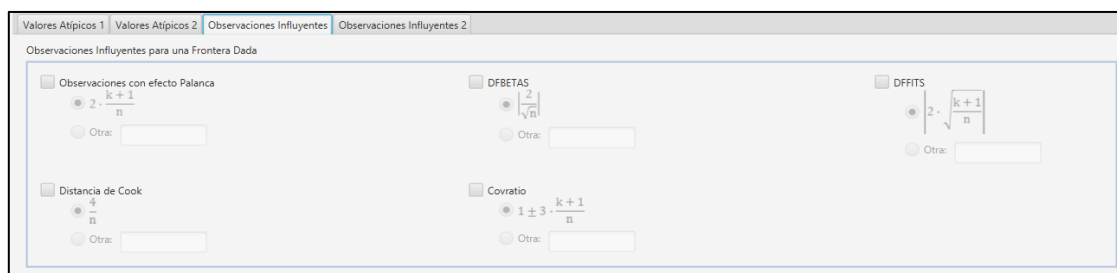 Valores Atípicos 1 Valores Atípicos 2 Observaciones Influyentes Observaciones Influyentes 2
Observaciones Influyentes para una Frontera Dada
Observaciones con efecto Palanca
2 · (k + 1)/n
Otra:
DFBETAS
|2/√n|
Otra:
DFFITS
|2 · √((k + 1)/n)|
Otra:
Distancia de Cook
4/n
Otra:
Covratio
1 ± 3 · (k + 1)/n
Otra: